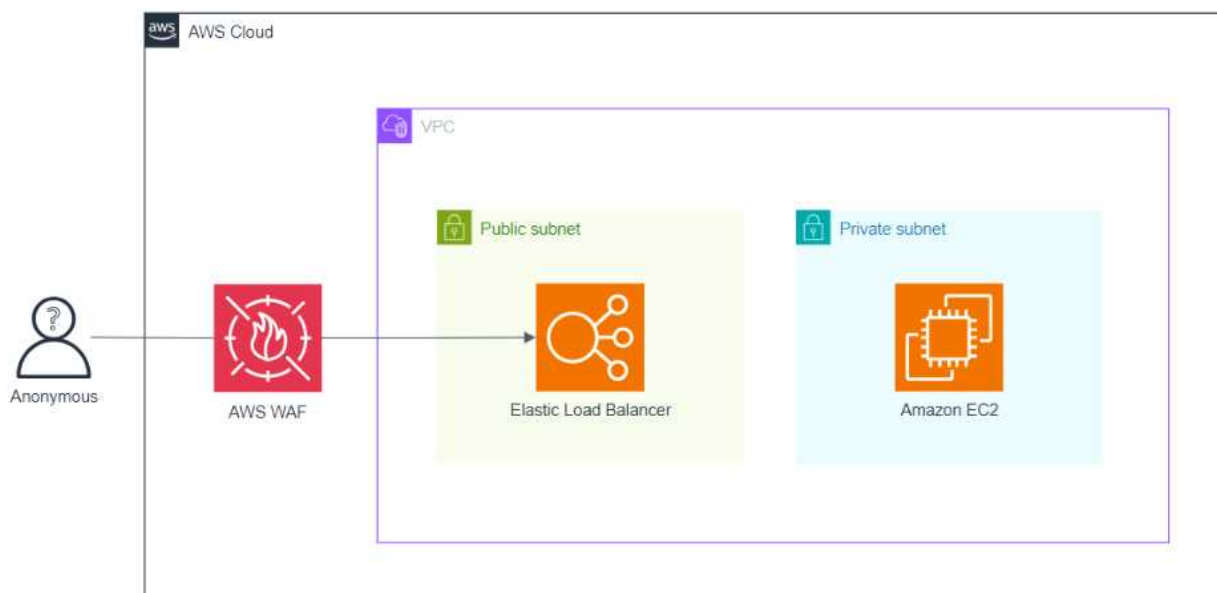 aws
AWS Cloud
VPC
Public subnet
Private subnet
?
Anonymous
AWS WAF
Elastic Load Balancer
Amazon EC2